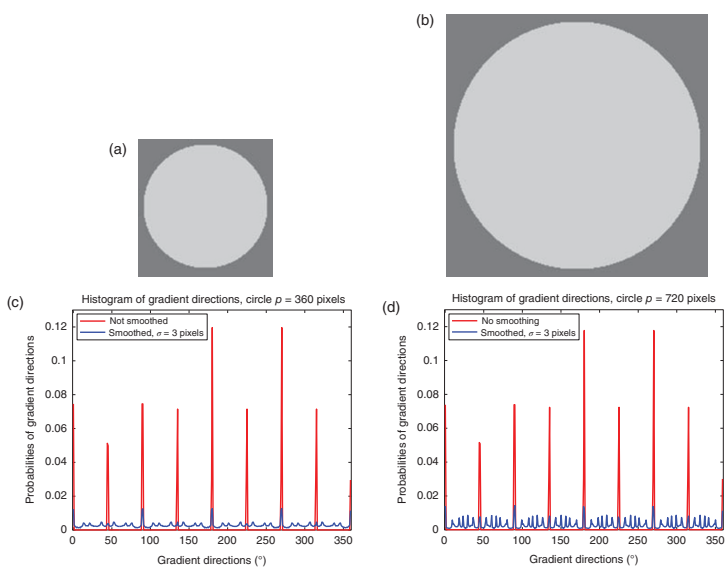 (a)
(b)
(c)
Histogram of gradient directions, circle p = 360 pixels
Not smoothed
Smoothed, σ = 3 pixels
Probabilities of gradient directions
0.12
0.1
0.08
0.06
0.04
0.02
0
0 50 100 150 200 250 300 350
Gradient directions (°)
(d)
Histogram of gradient directions, circle p = 720 pixels
No smoothing
Smoothed, σ = 3 pixels
Probabilities of gradient directions
0.12
0.1
0.08
0.06
0.04
0.02
0
0 50 100 150 200 250 300 350
Gradient directions (°)